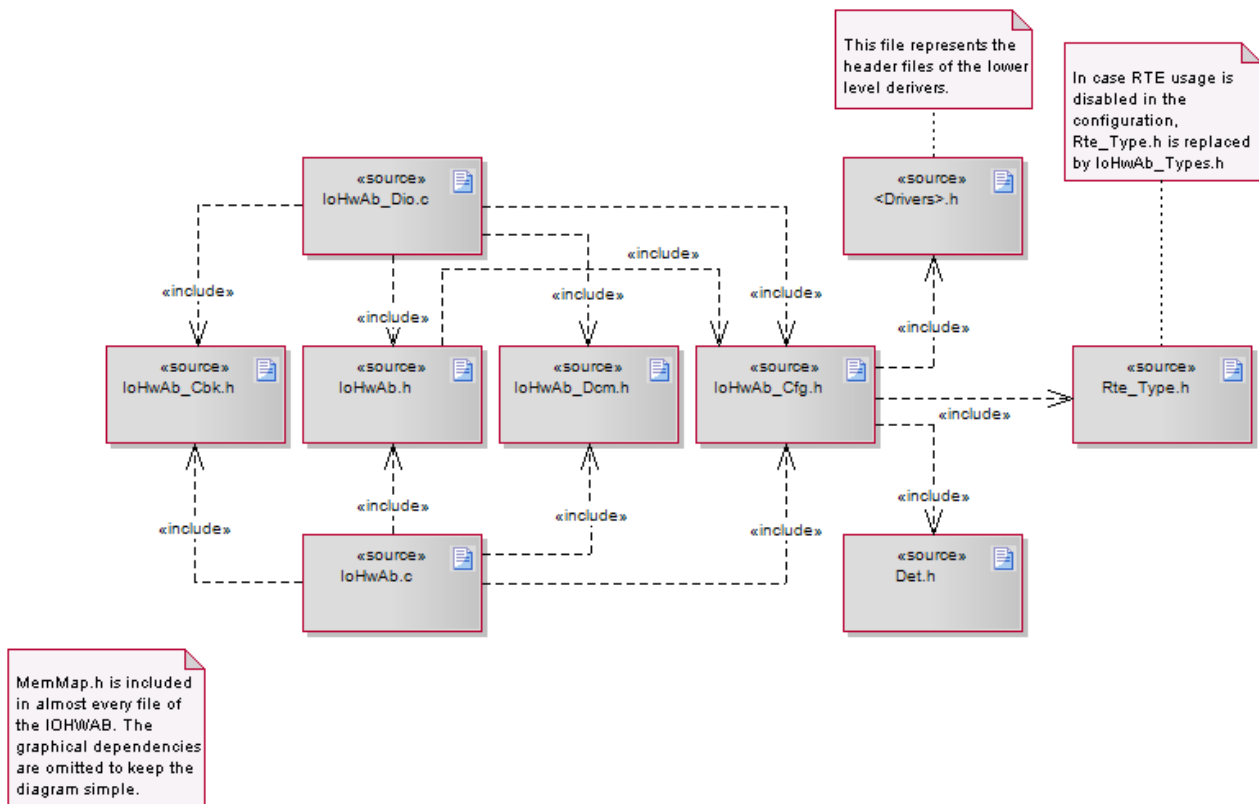 This file represents the
header files of the lower
level derivers.
In case RTE usage is
disabled in the
configuration,
Rte_Type.h is replaced
by IoHwAb_Types.h
«source»
IoHwAb_Dio.c
«source»
<Drivers>.h
«include»
«include»
«include»
«include»
«include»
«include»
«source»
IoHwAb_Cbk.h
«source»
IoHwAb.h
«source»
IoHwAb_Dcm.h
«source»
IoHwAb_Cfg.h
«source»
Rte_Type.h
«include»
«include»
«include»
«include»
«include»
«include»
«source»
IoHwAb.c
«source»
Det.h
MemMap.h is included
in almost every file of
the IOHWAB. The
graphical dependencies
are omitted to keep the
diagram simple.